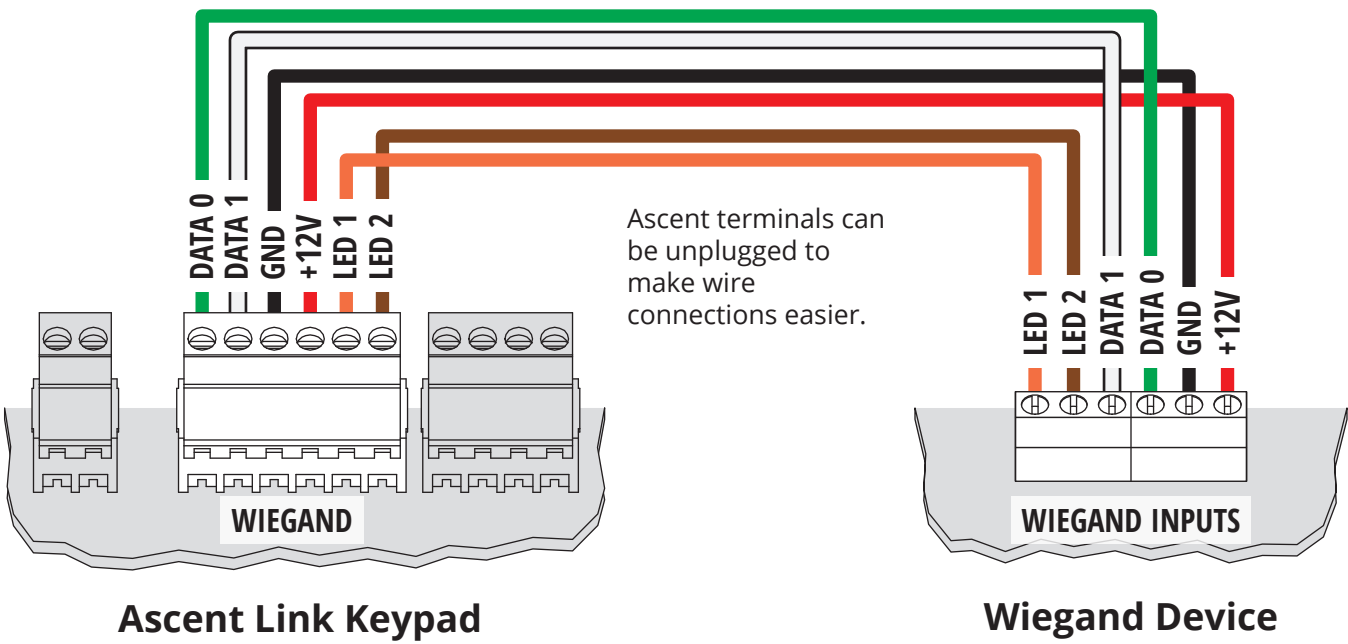 DATA 0
DATA 1
GND
+12V
LED 1
LED 2
Ascent terminals can
be unplugged to
make wire
connections easier.
LED 1
LED 2
DATA 1
DATA 0
GND
+12V
WIEGAND
WIEGAND INPUTS
Ascent Link Keypad
Wiegand Device